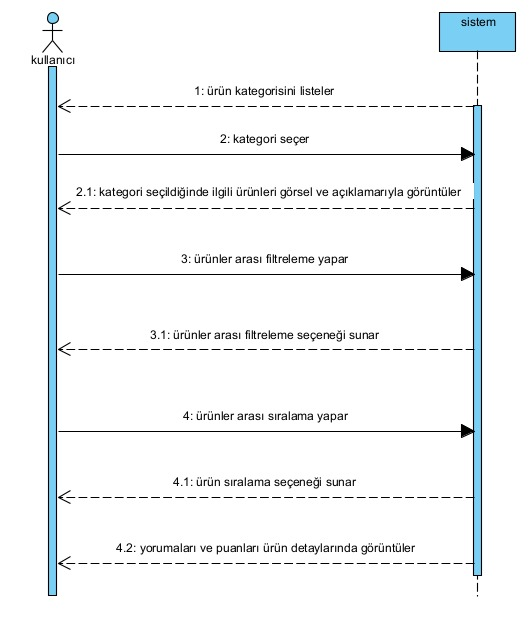 kullanıcı
sistem
1: ürün kategorisini listeler
2: kategori seçer
2.1: kategori seçildiğinde ilgili ürünleri görsel ve açıklamarıyla görüntüler
3: ürünler arası filtreleme yapar
3.1: ürünler arası filtreleme seçeneği sunar
4: ürünler arası sıralama yapar
4.1: ürün sıralama seçeneği sunar
4.2: yorumaları ve puanları ürün detaylarında görüntüler